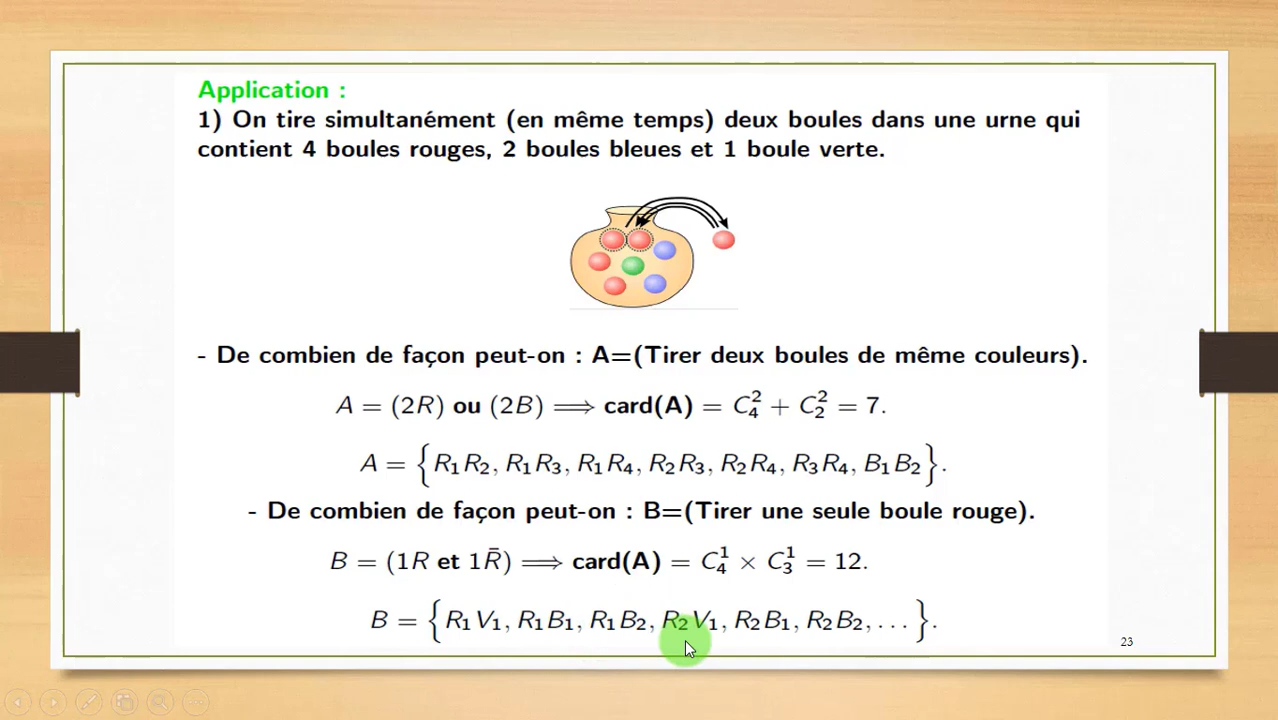 Application :
1) On tire simultanément (en même temps) deux boules dans une urne qui
contient 4 boules rouges, 2 boules bleues et 1 boule verte.
- De combien de façon peut-on : A=(Tirer deux boules de même couleurs).
A = (2R) ou (2B) ⟹ card(A) = C₄² + C₂² = 7.
A = {R₁R₂, R₁R₃, R₁R₄, R₂R₃, R₂R₄, R₃R₄, B₁B₂}.
- De combien de façon peut-on : B=(Tirer une seule boule rouge).
B = (1R et 1R̄) ⟹ card(A) = C₄¹ × C₃¹ = 12.
B = {R₁V₁, R₁B₁, R₁B₂, R₂V₁, R₂B₁, R₂B₂, ...}.
23